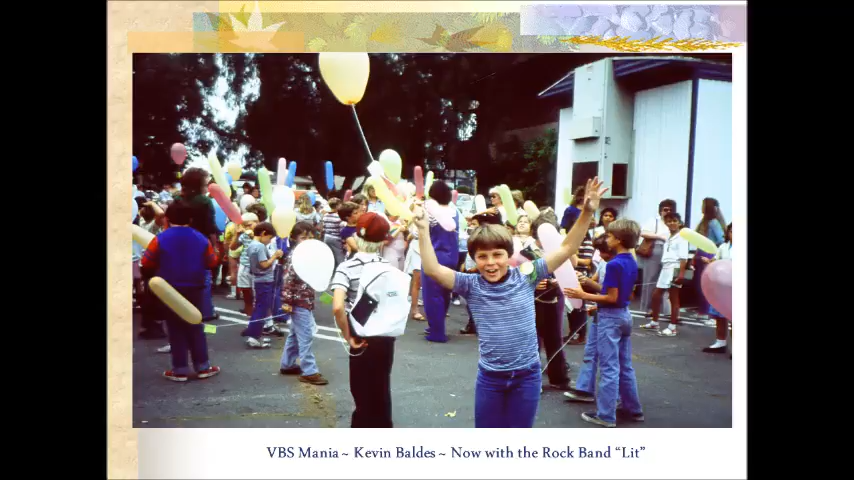 VBS Mania ~ Kevin Baldes ~ Now with the Rock Band “Lit”